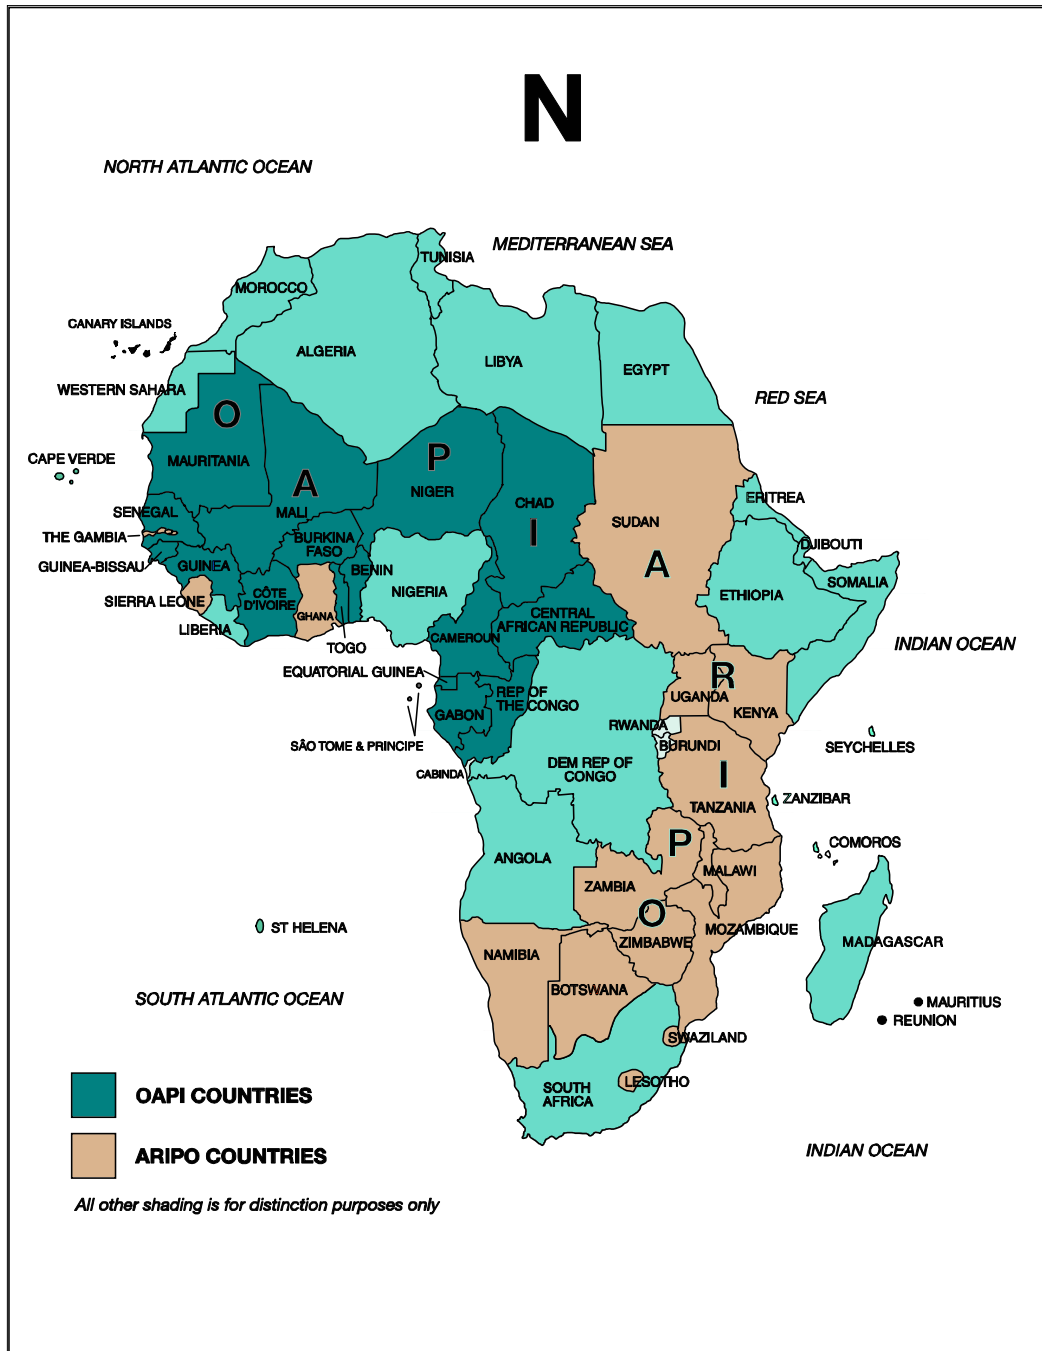 N
NORTH ATLANTIC OCEAN
MEDITERRANEAN SEA
TUNISIA
MOROCCO
CANARY ISLANDS
ALGERIA
LIBYA
EGYPT
WESTERN SAHARA
RED SEA
O
CAPE VERDE
MAURITANIA
A
P
NIGER
CHAD
I
ERITREA
SENEGAL
MALI
SUDAN
THE GAMBIA
BURKINA
FASO
DJIBOUTI
GUINEA-BISSAU
GUINEA
BENIN
A
SOMALIA
SIERRA LEONE
CÔTE
D'IVOIRE
GHANA
NIGERIA
ETHIOPIA
LIBERIA
TOGO
CAMEROUN
CENTRAL
AFRICAN REPUBLIC
INDIAN OCEAN
EQUATORIAL GUINEA
REP OF
THE CONGO
R
UGANDA
KENYA
GABON
RWANDA
SÂO TOME & PRINCIPE
BURUNDI
SEYCHELLES
CABINDA
DEM REP OF
CONGO
I
TANZANIA
ZANZIBAR
P
COMOROS
ANGOLA
MALAWI
ZAMBIA
O
ST HELENA
MOZAMBIQUE
ZIMBABWE
MADAGASCAR
NAMIBIA
BOTSWANA
SOUTH ATLANTIC OCEAN
MAURITIUS
REUNION
SWAZILAND
LESOTHO
SOUTH
AFRICA
OAPI COUNTRIES
INDIAN OCEAN
ARIPO COUNTRIES
All other shading is for distinction purposes only